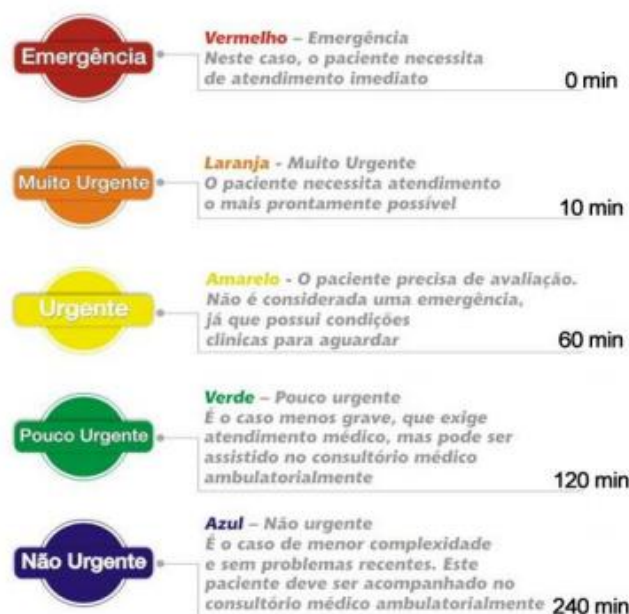 Emergência
Vermelho – Emergência
Neste caso, o paciente necessita
de atendimento imediato
0 min
Muito Urgente
Laranja - Muito Urgente
O paciente necessita atendimento
o mais prontamente possível
10 min
Urgente
Amarelo - O paciente precisa de avaliação.
Não é considerada uma emergência,
já que possui condições
clinicas para aguardar
60 min
Pouco Urgente
Verde – Pouco urgente
É o caso menos grave, que exige
atendimento médico, mas pode ser
assistido no consultório médico
ambulatorialmente
120 min
Não Urgente
Azul – Não urgente
É o caso de menor complexidade
e sem problemas recentes. Este
paciente deve ser acompanhado no
consultório médico ambulatorialmente
240 min